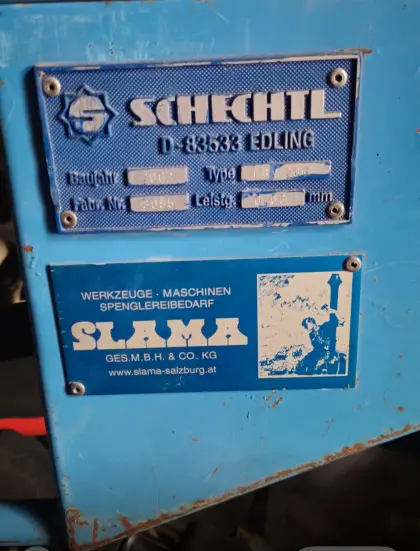 SCHECHTL
D-83533 EDLING
Baujahr Type
Fabr. Nr. Leistg. mm
WERKZEUGE · MASCHINEN
SPENGLEREIBEDARF
SLAMA
GES.M.B.H. & CO. KG
www.slama-salzburg.at